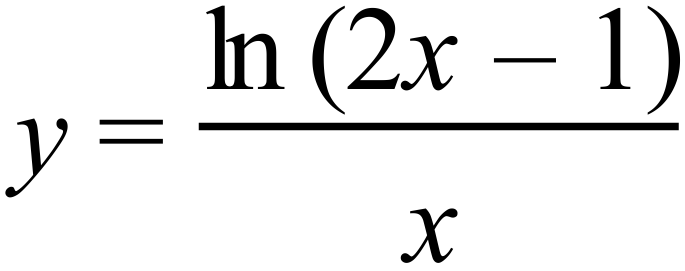 y = ln (2x − 1) / x